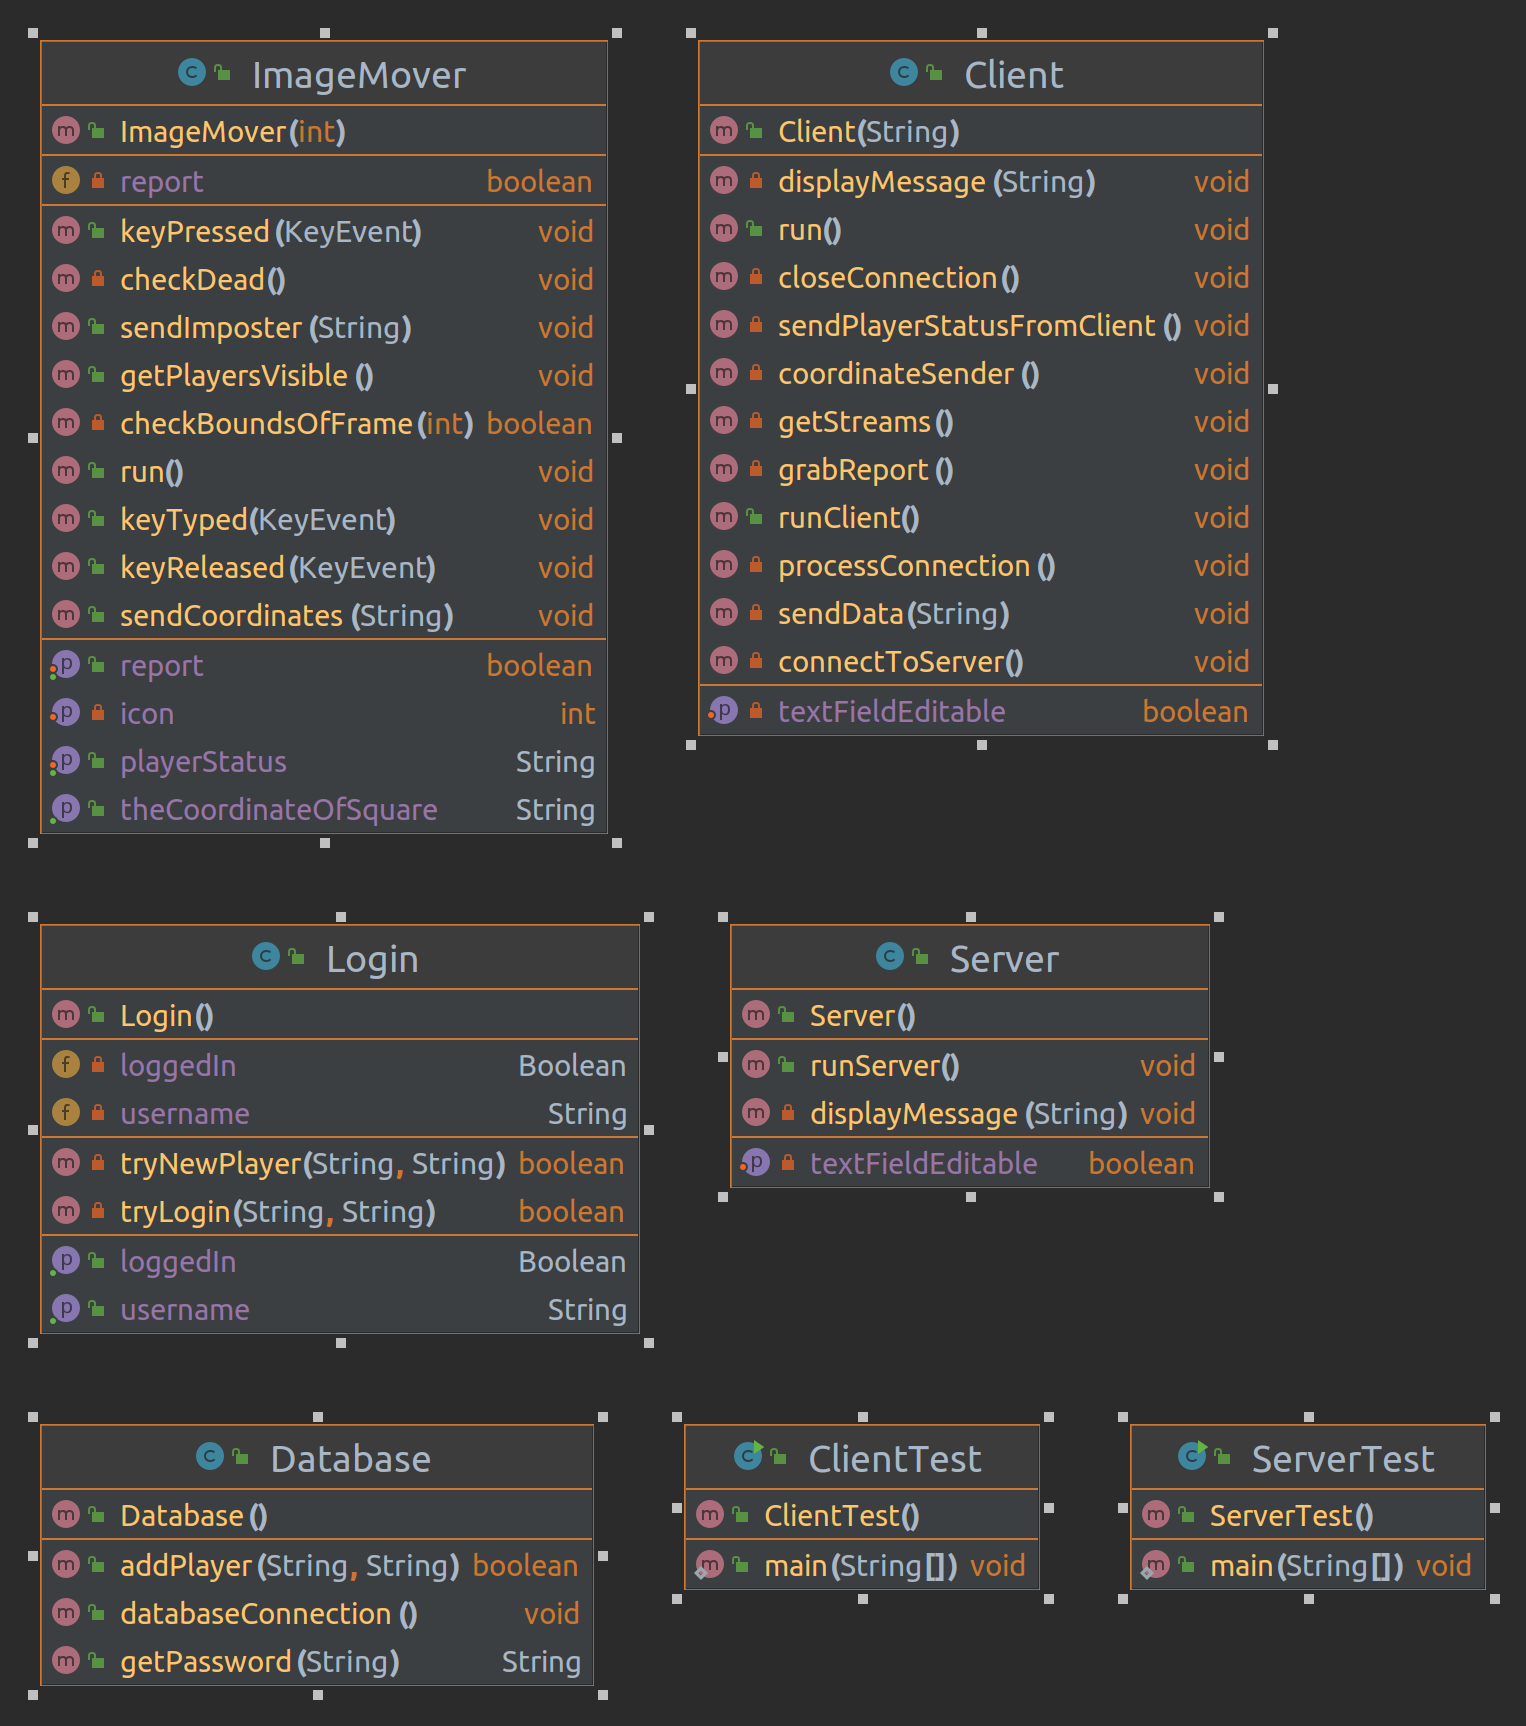 ImageMover
ImageMover(int)
report boolean
keyPressed(KeyEvent) void
checkDead() void
sendImposter(String) void
getPlayersVisible() void
checkBoundsOfFrame(int) boolean
run() void
keyTyped(KeyEvent) void
keyReleased(KeyEvent) void
sendCoordinates(String) void
report boolean
icon int
playerStatus String
theCoordinateOfSquare String
Client
Client(String)
displayMessage(String) void
run() void
closeConnection() void
sendPlayerStatusFromClient() void
coordinateSender() void
getStreams() void
grabReport() void
runClient() void
processConnection() void
sendData(String) void
connectToServer() void
textFieldEditable boolean
Login
Login()
loggedIn Boolean
username String
tryNewPlayer(String, String) boolean
tryLogin(String, String) boolean
loggedIn Boolean
username String
Server
Server()
runServer() void
displayMessage(String) void
textFieldEditable boolean
Database
Database()
addPlayer(String, String) boolean
databaseConnection() void
getPassword(String) String
ClientTest
ClientTest()
main(String[]) void
ServerTest
ServerTest()
main(String[]) void